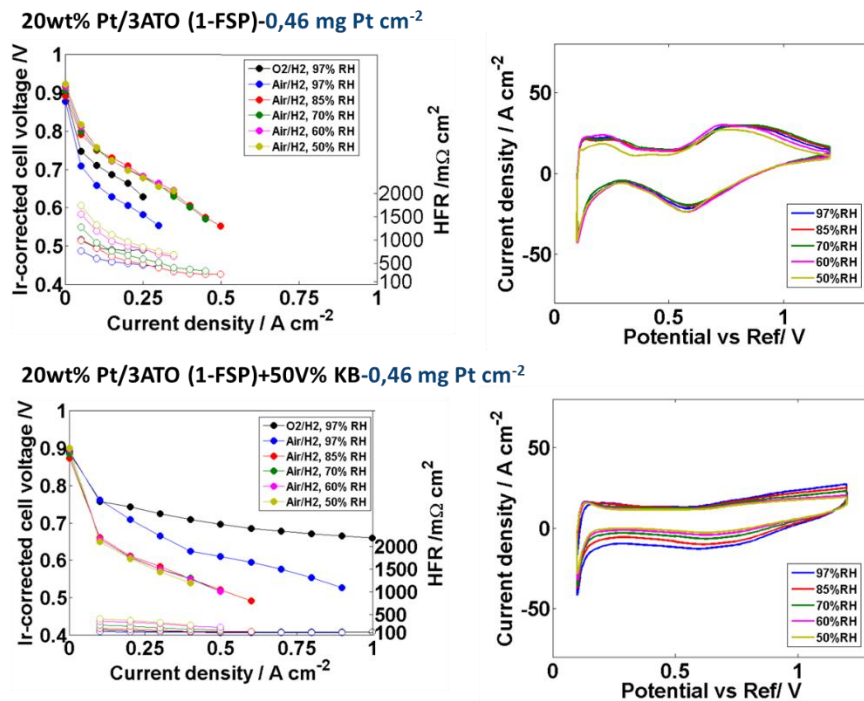 20wt% Pt/3ATO (1-FSP)-0,46 mg Pt cm-2
Ir-corrected cell voltage /V
1
0.9
0.8
0.7
0.6
0.5
0.4
0
0.25
0.5
0.75
1
Current density / A cm-2
2000
1500
1000
500
100
HFR /mΩ cm2
O2/H2, 97% RH
Air/H2, 97% RH
Air/H2, 85% RH
Air/H2, 70% RH
Air/H2, 60% RH
Air/H2, 50% RH
Current density / A cm-2
50
0
-50
0
0.5
1
Potential vs Ref/ V
97%RH
85%RH
70%RH
60%RH
50%RH
20wt% Pt/3ATO (1-FSP)+50V% KB-0,46 mg Pt cm-2
Ir-corrected cell voltage /V
1
0.9
0.8
0.7
0.6
0.5
0.4
0
0.25
0.5
0.75
1
Current density / A cm-2
2000
1500
1000
500
100
HFR /mΩ cm2
O2/H2, 97% RH
Air/H2, 97% RH
Air/H2, 85% RH
Air/H2, 70% RH
Air/H2, 60% RH
Air/H2, 50% RH
Current density / A cm-2
50
0
-50
0
0.5
1
Potential vs Ref/ V
97%RH
85%RH
70%RH
60%RH
50%RH